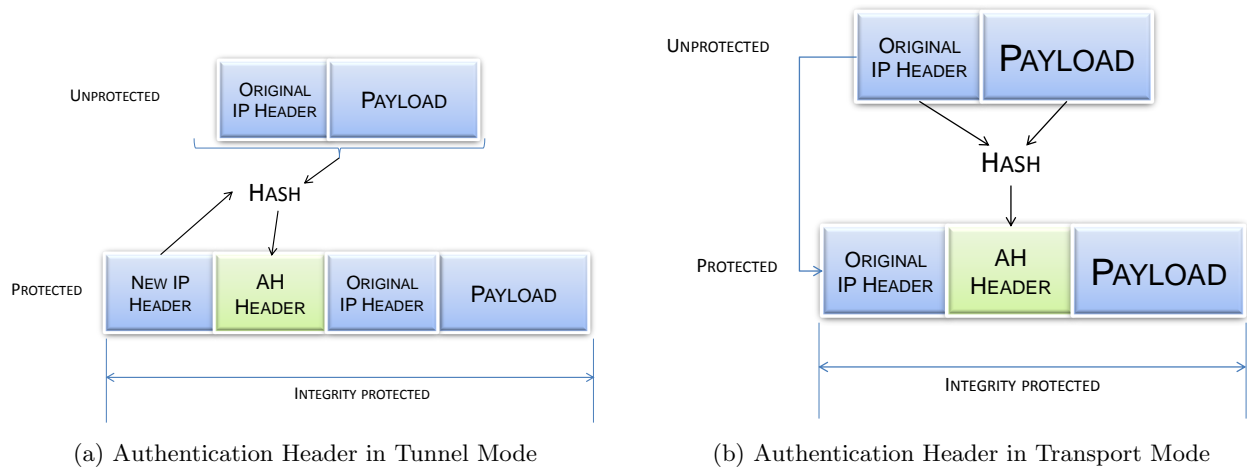 UNPROTECTED
ORIGINAL
IP HEADER
PAYLOAD
HASH
PROTECTED
NEW IP
HEADER
AH
HEADER
ORIGINAL
IP HEADER
PAYLOAD
INTEGRITY PROTECTED
(a) Authentication Header in Tunnel Mode
UNPROTECTED
ORIGINAL
IP HEADER
PAYLOAD
HASH
PROTECTED
ORIGINAL
IP HEADER
AH
HEADER
PAYLOAD
INTEGRITY PROTECTED
(b) Authentication Header in Transport Mode